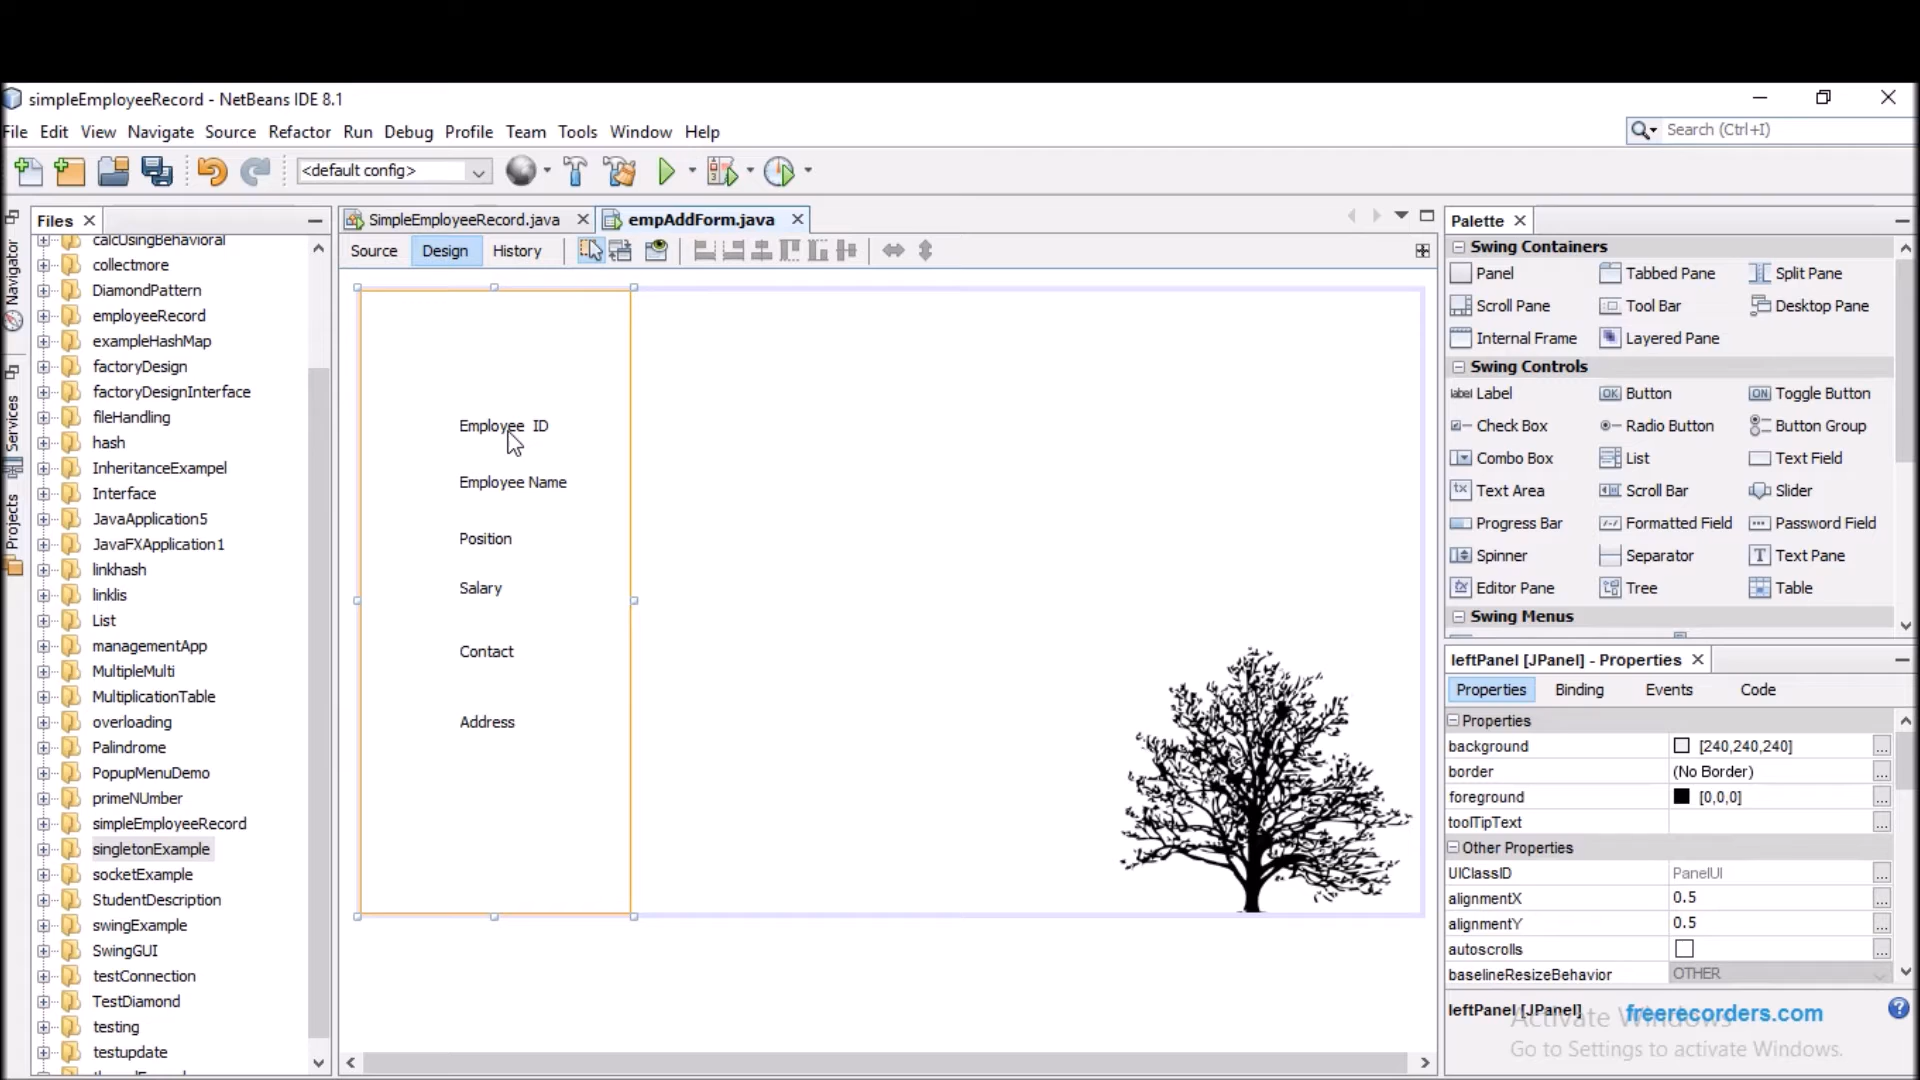 simpleEmployeeRecord - NetBeans IDE 8.1
File Edit View Navigate Source Refactor Run Debug Profile Team Tools Window Help
Search (Ctrl+I)
<default config>
Navigator
Services
Projects
Files
calcUsingBehavioral
collectmore
DiamondPattern
employeeRecord
exampleHashMap
factoryDesign
factoryDesignInterface
fileHandling
hash
InheritanceExampel
Interface
JavaApplication5
JavaFXApplication1
linkhash
linklis
List
managementApp
MultipleMulti
MultiplicationTable
overloading
Palindrome
PopupMenuDemo
primeNUmber
simpleEmployeeRecord
singletonExample
socketExample
StudentDescription
swingExample
SwingGUI
testConnection
TestDiamond
testing
testupdate
SimpleEmployeeRecord.java
empAddForm.java
Source Design History
Employee ID
Employee Name
Position
Salary
Contact
Address
Palette
Swing Containers
Panel Tabbed Pane Split Pane
Scroll Pane Tool Bar Desktop Pane
Internal Frame Layered Pane
Swing Controls
label Label OK Button ON Toggle Button
Check Box Radio Button Button Group
Combo Box List Text Field
Text Area Scroll Bar Slider
Progress Bar Formatted Field Password Field
Spinner Separator Text Pane
Editor Pane Tree Table
Swing Menus
leftPanel [JPanel] - Properties
Properties Binding Events Code
Properties
background [240,240,240] ...
border (No Border) ...
foreground [0,0,0] ...
toolTipText ...
Other Properties
UIClassID PanelUI ...
alignmentX 0.5 ...
alignmentY 0.5 ...
autoscrolls ...
baselineResizeBehavior OTHER
leftPanel [JPanel]
freerecorders.com
Activate Windows
Go to Settings to activate Windows.